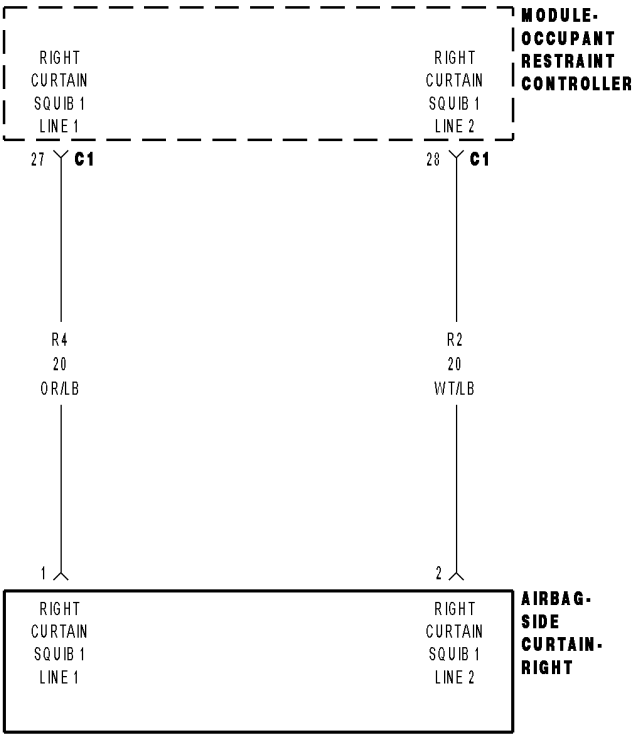 MODULE-
OCCUPANT
RESTRAINT
CONTROLLER
RIGHT
CURTAIN
SQUIB 1
LINE 1
RIGHT
CURTAIN
SQUIB 1
LINE 2
27 C1
28 C1
R4
20
OR/LB
R2
20
WT/LB
1
2
RIGHT
CURTAIN
SQUIB 1
LINE 1
RIGHT
CURTAIN
SQUIB 1
LINE 2
AIRBAG-
SIDE
CURTAIN-
RIGHT